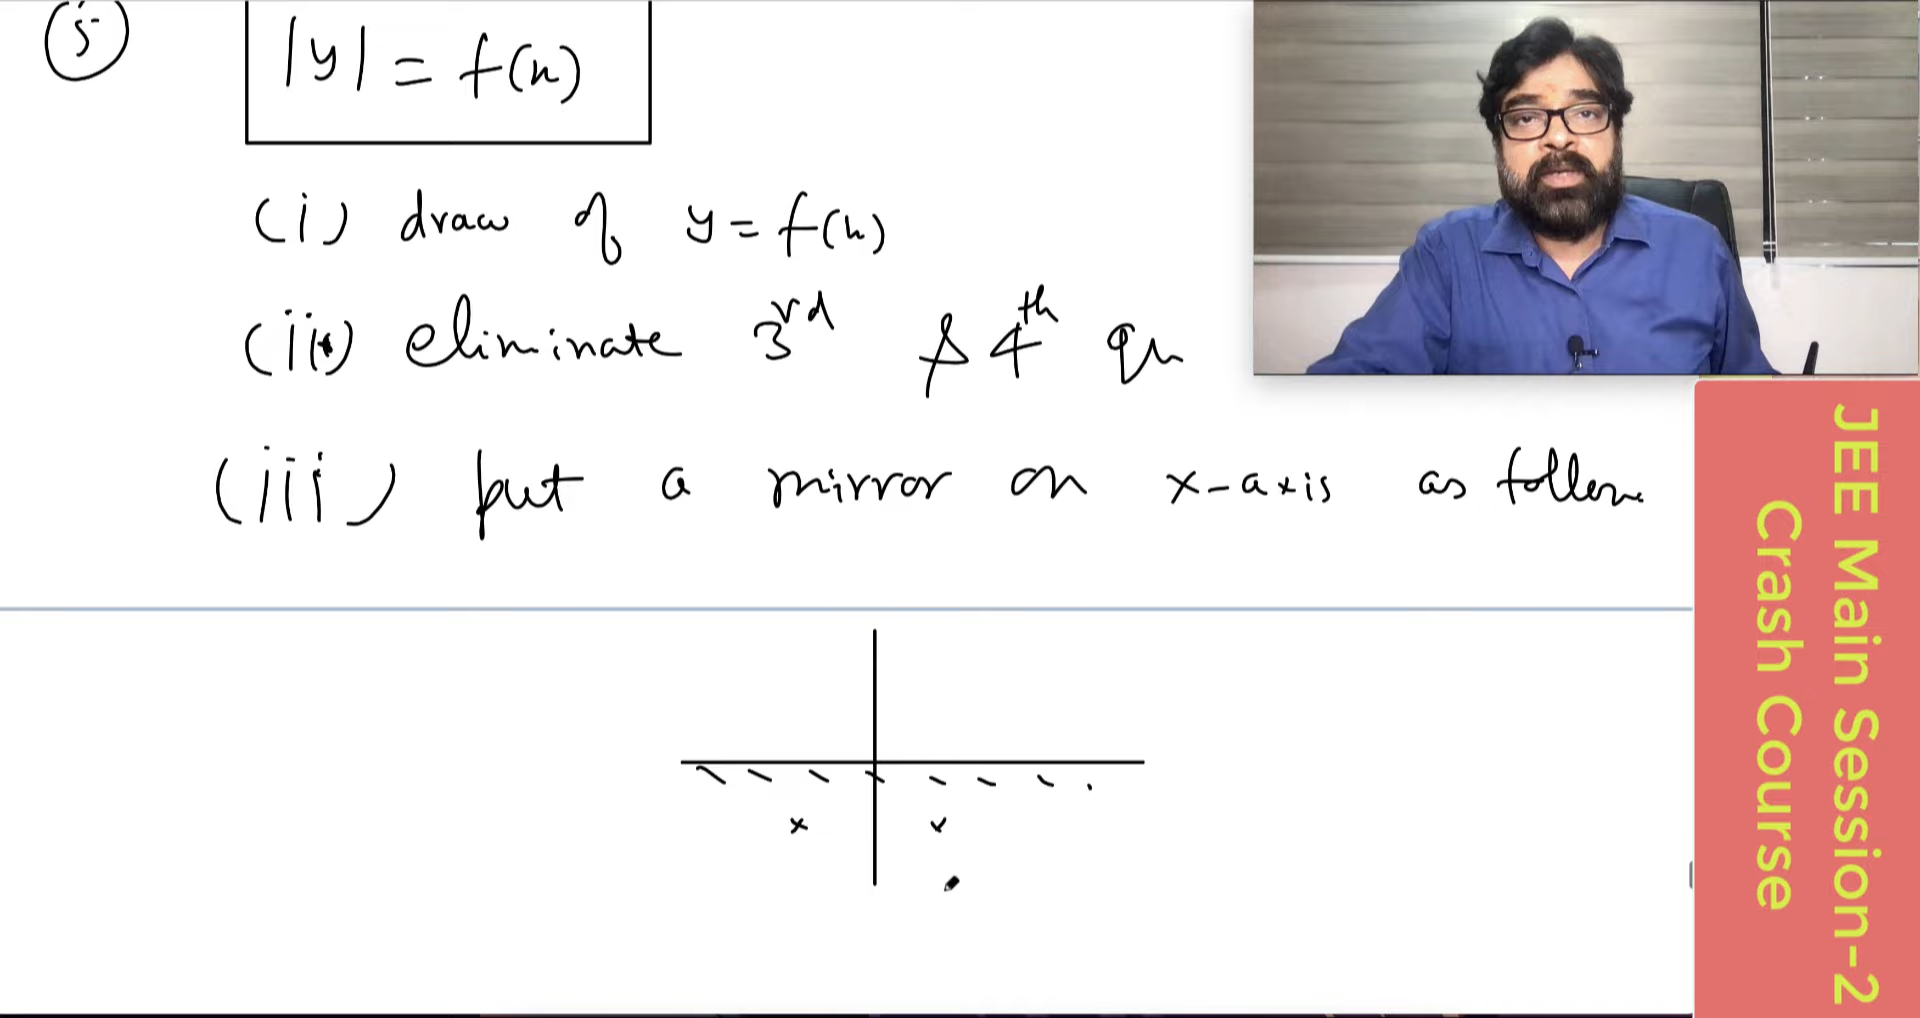 5
|y| = f(x)
(i) draw of y = f(x)
(ii) eliminate 3rd & 4th qu
(iii) put a mirror on x-axis as follow
JEE Main Session-2
Crash Course